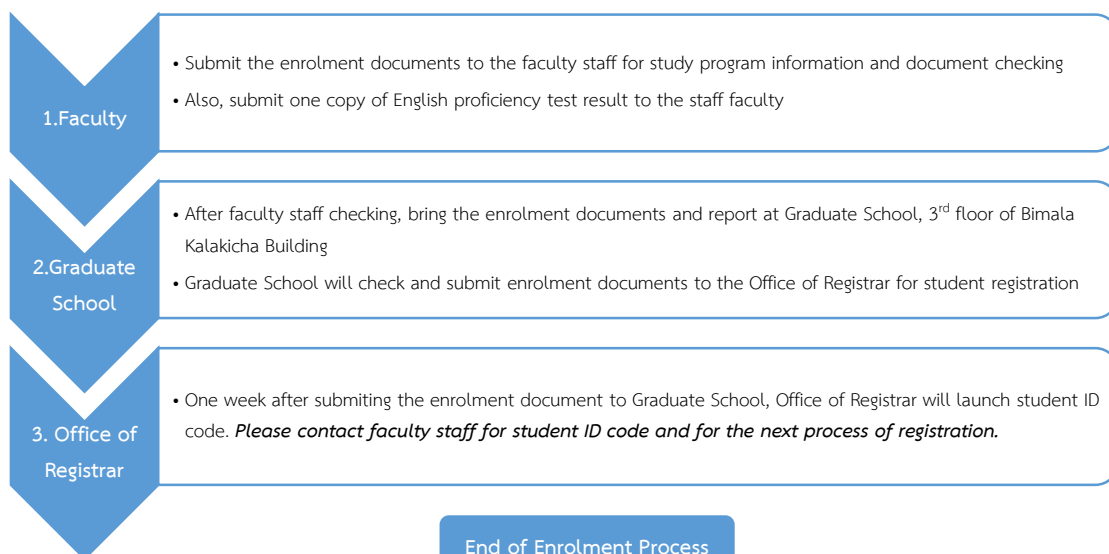 1.Faculty
• Submit the enrolment documents to the faculty staff for study program information and document checking
• Also, submit one copy of English proficiency test result to the staff faculty
2.Graduate
School
• After faculty staff checking, bring the enrolment documents and report at Graduate School, 3rd floor of Bimala
Kalakicha Building
• Graduate School will check and submit enrolment documents to the Office of Registrar for student registration
3. Office of
Registrar
• One week after submiting the enrolment document to Graduate School, Office of Registrar will launch student ID
code. Please contact faculty staff for student ID code and for the next process of registration.
End of Enrolment Process